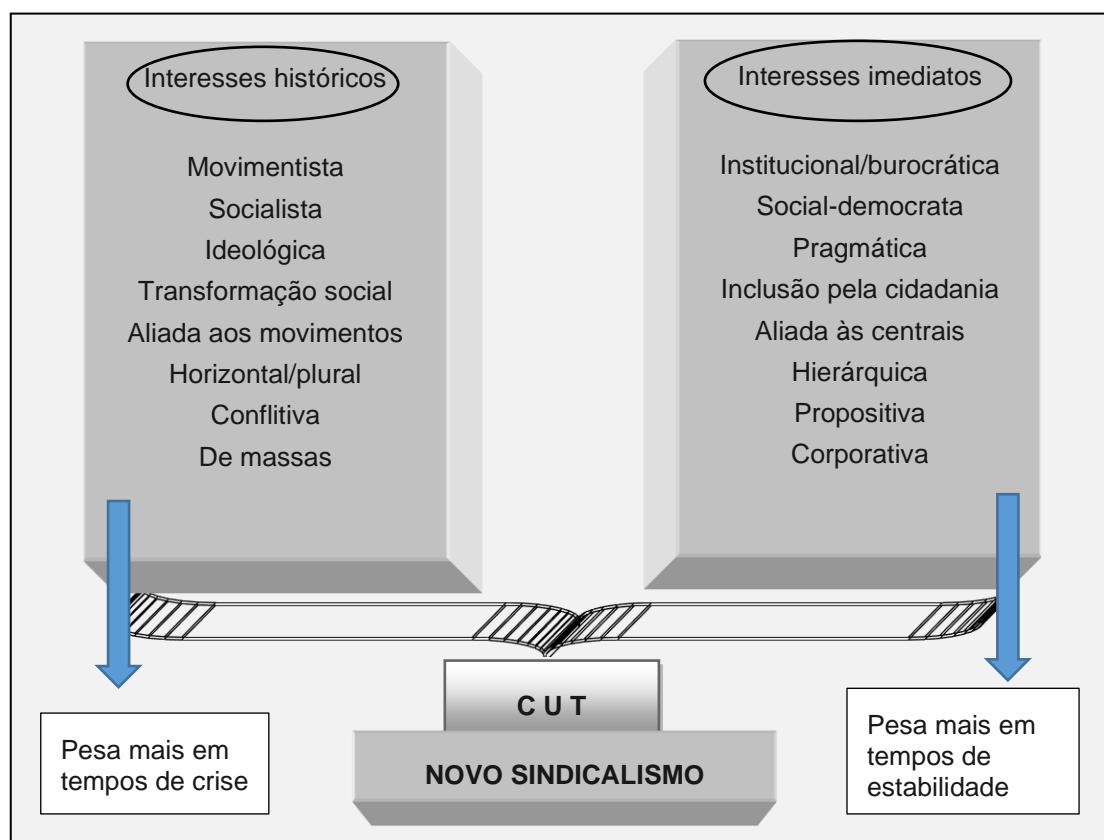 Interesses históricos
Movimentista
Socialista
Ideológica
Transformação social
Aliada aos movimentos
Horizontal/plural
Conflitiva
De massas
Interesses imediatos
Institucional/burocrática
Social-democrata
Pragmática
Inclusão pela cidadania
Aliada às centrais
Hierárquica
Propositiva
Corporativa
Pesa mais em
tempos de crise
C U T
NOVO SINDICALISMO
Pesa mais em
tempos de
estabilidade